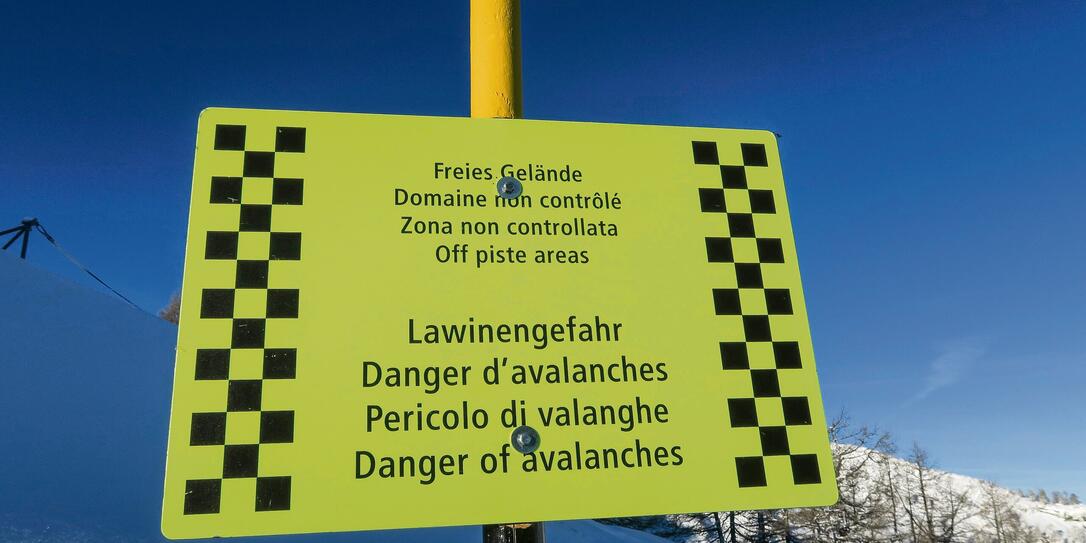 Freies Gelände
Domaine non contrôlé
Zona non controllata
Off piste areas
Lawinengefahr
Danger d’avalanches
Pericolo di valanghe
Danger of avalanches